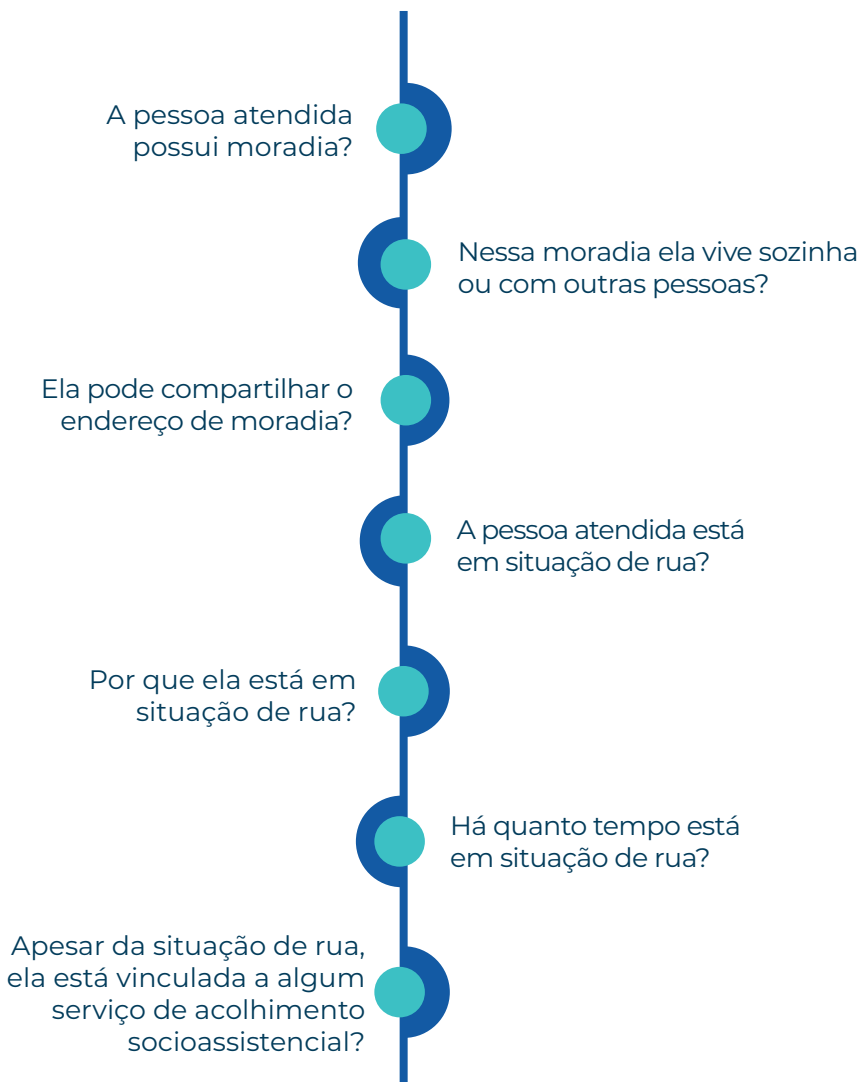 A pessoa atendida
possui moradia?
Nessa moradia ela vive sozinha
ou com outras pessoas?
Ela pode compartilhar o
endereço de moradia?
A pessoa atendida está
em situação de rua?
Por que ela está em
situação de rua?
Há quanto tempo está
em situação de rua?
Apesar da situação de rua,
ela está vinculada a algum
serviço de acolhimento
socioassistencial?